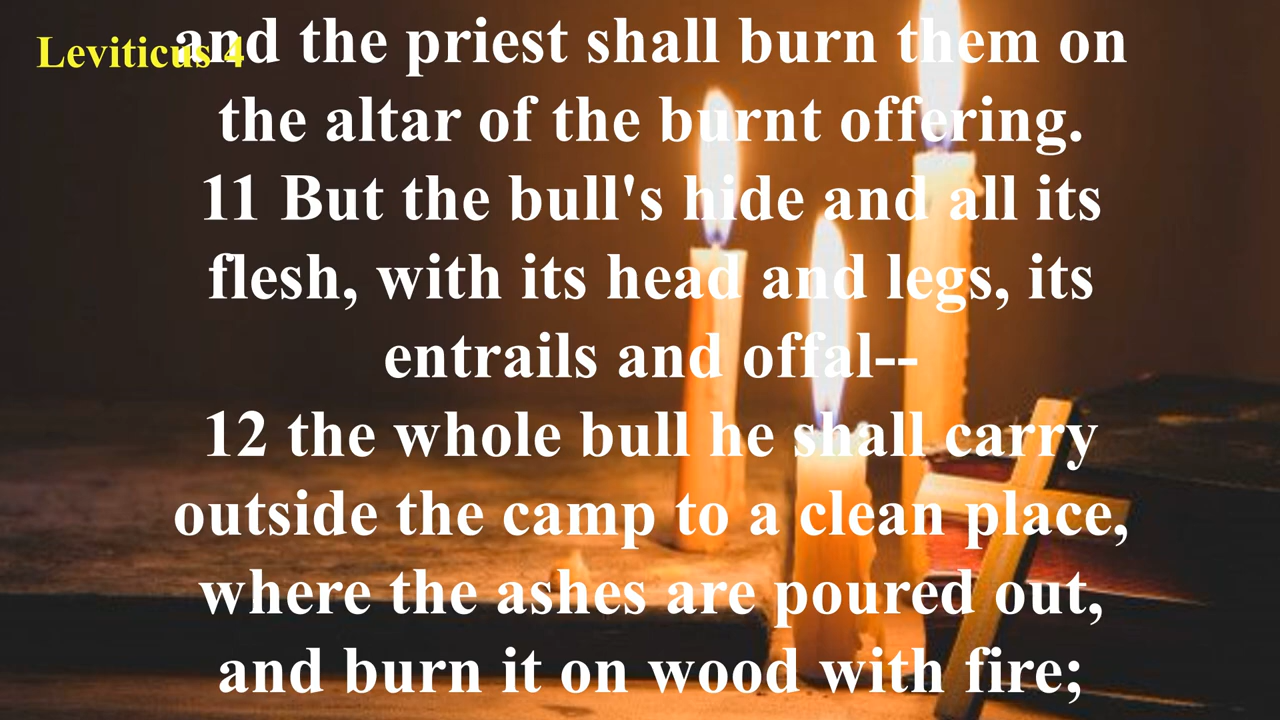 Leviticus 4
and the priest shall burn them on
the altar of the burnt offering.
11 But the bull's hide and all its
flesh, with its head and legs, its
entrails and offal--
12 the whole bull he shall carry
outside the camp to a clean place,
where the ashes are poured out,
and burn it on wood with fire;